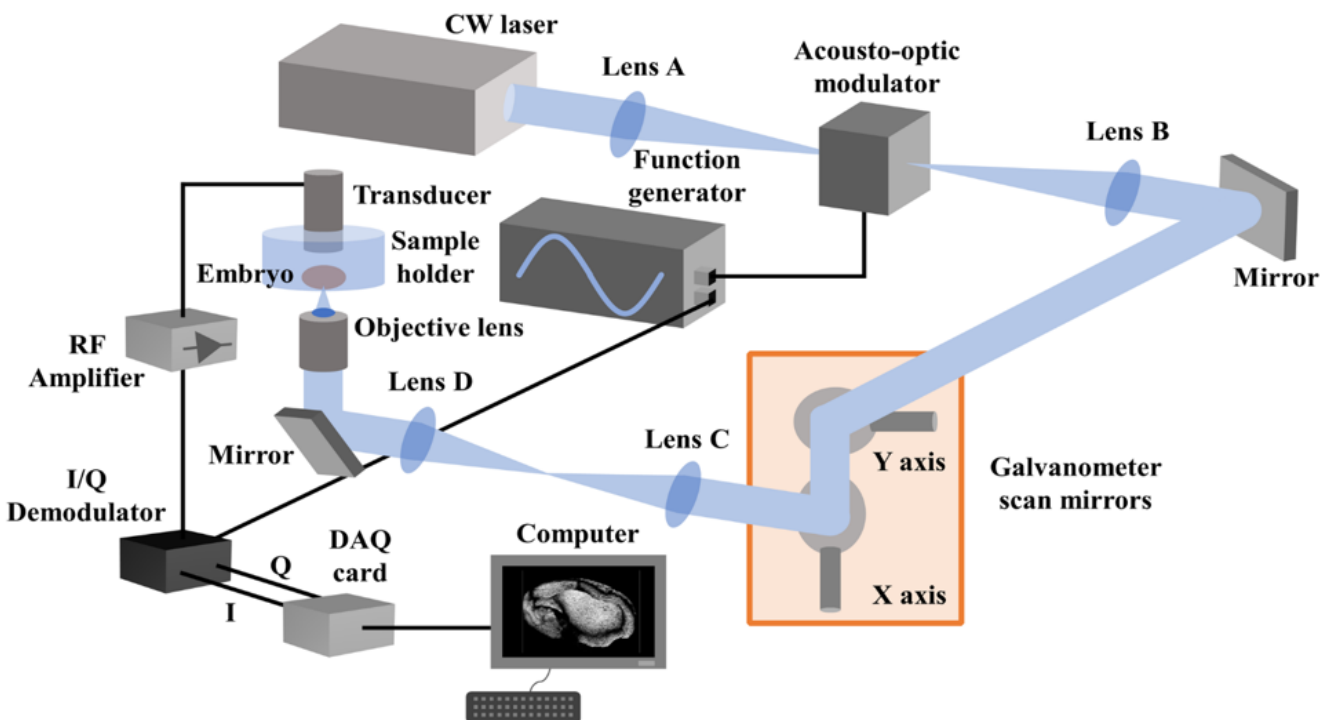 CW laser
Lens A
Acousto-optic
modulator
Lens B
Mirror
Function
generator
Transducer
Sample
holder
Embryo
Objective lens
RF
Amplifier
Lens D
Mirror
Lens C
Y axis
X axis
Galvanometer
scan mirrors
I/Q
Demodulator
Q
I
DAQ
card
Computer